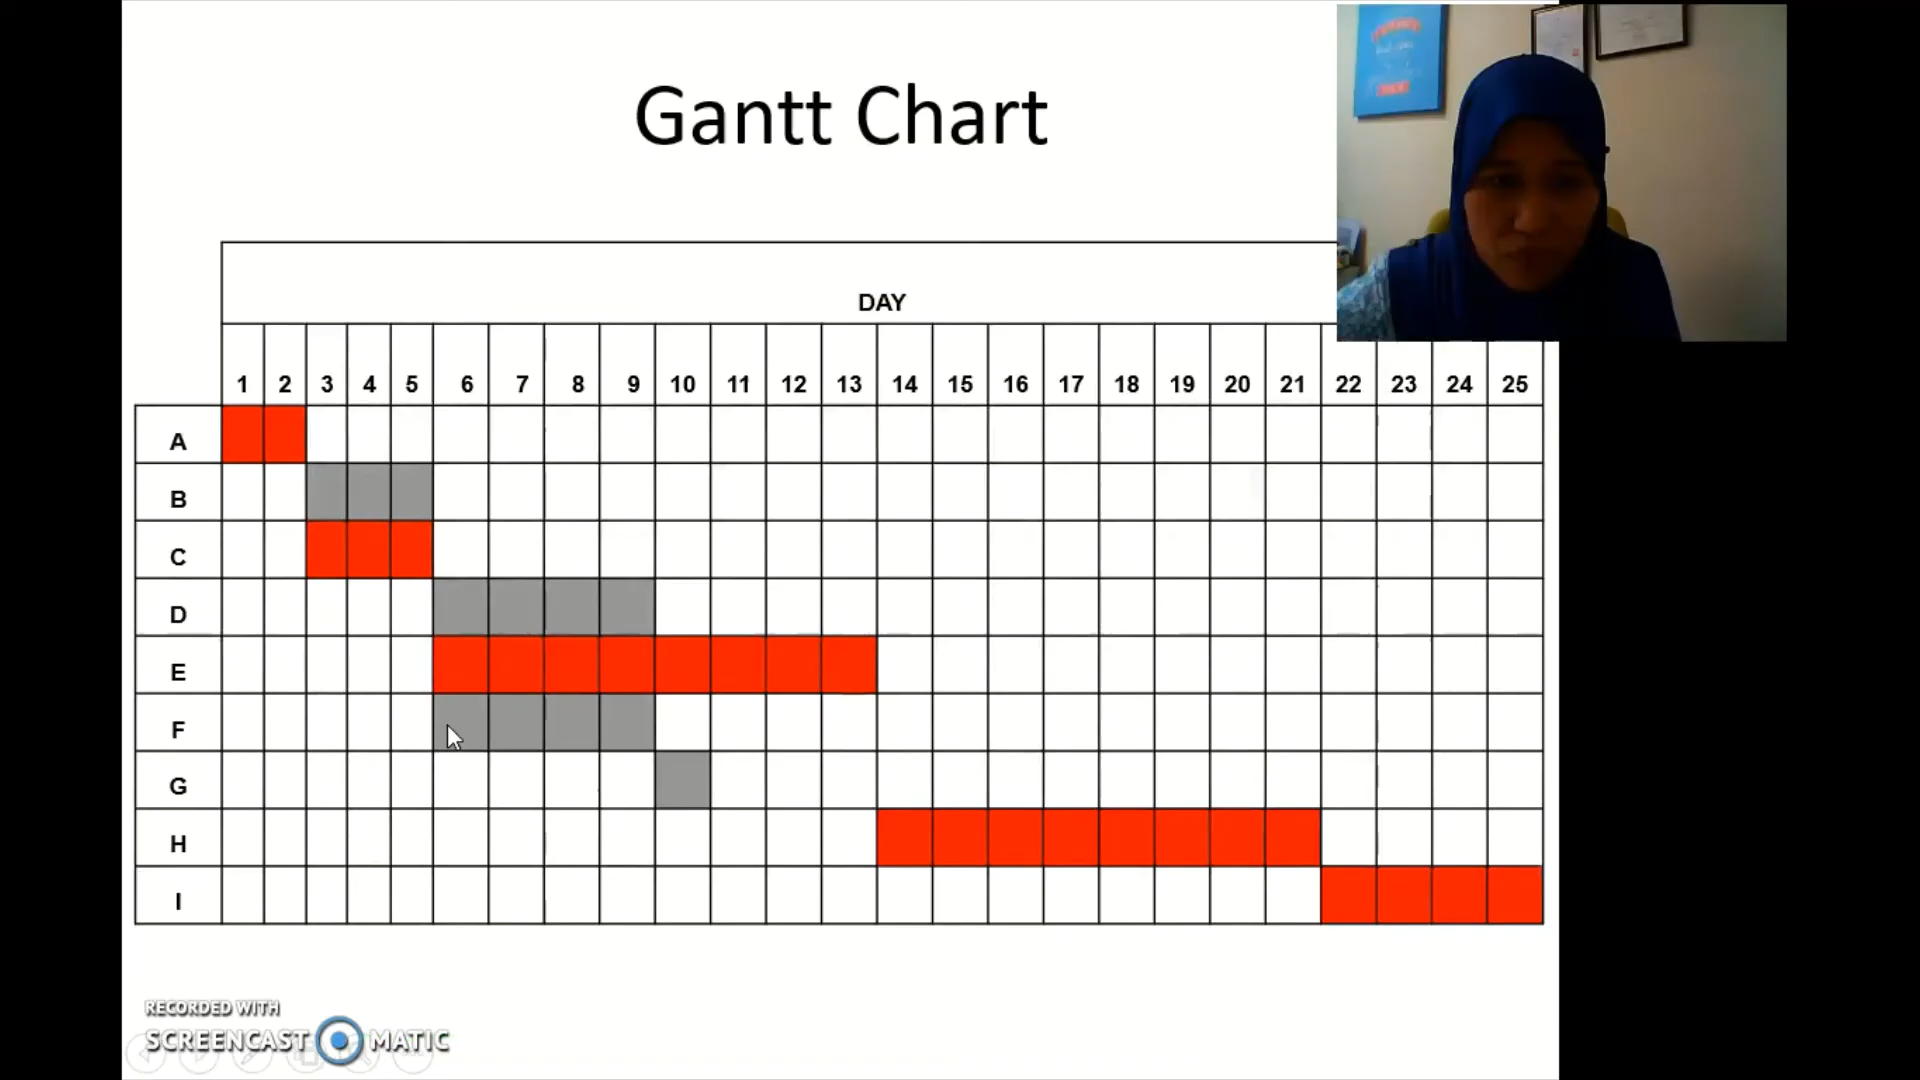 Gantt Chart
DAY
1 2 3 4 5 6 7 8 9 10 11 12 13 14 15 16 17 18 19 20 21 22 23 24 25
A
B
C
D
E
F
G
H
I
RECORDED WITH
SCREENCAST MATIC